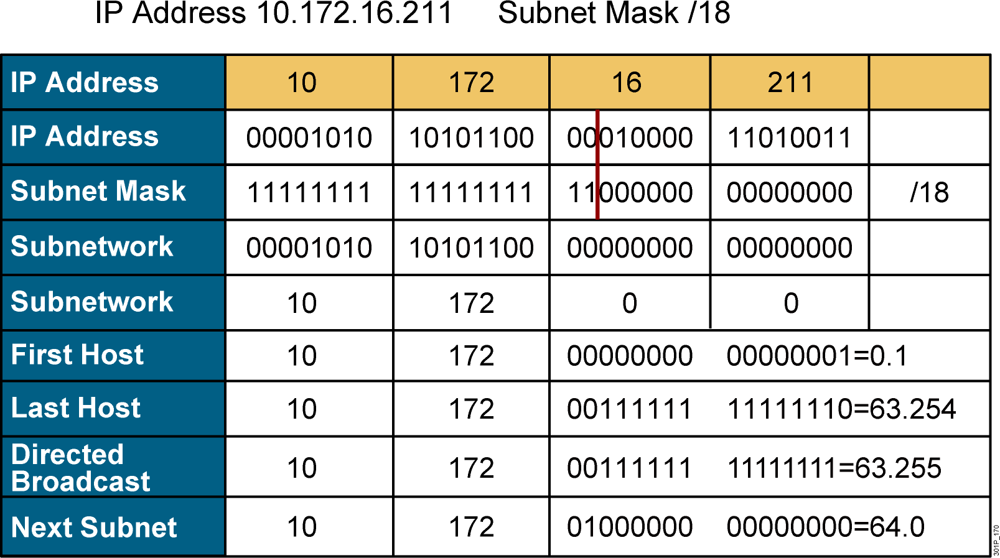 IP Address 10.172.16.211 Subnet Mask /18
IP Address 10 172 16 211
IP Address 00001010 10101100 00010000 11010011
Subnet Mask 11111111 11111111 11000000 00000000 /18
Subnetwork 00001010 10101100 00000000 00000000
Subnetwork 10 172 0 0
First Host 10 172 00000000 00000001=0.1
Last Host 10 172 00111111 11111110=63.254
Directed
Broadcast 10 172 00111111 11111111=63.255
Next Subnet 10 172 01000000 00000000=64.0
301P_170